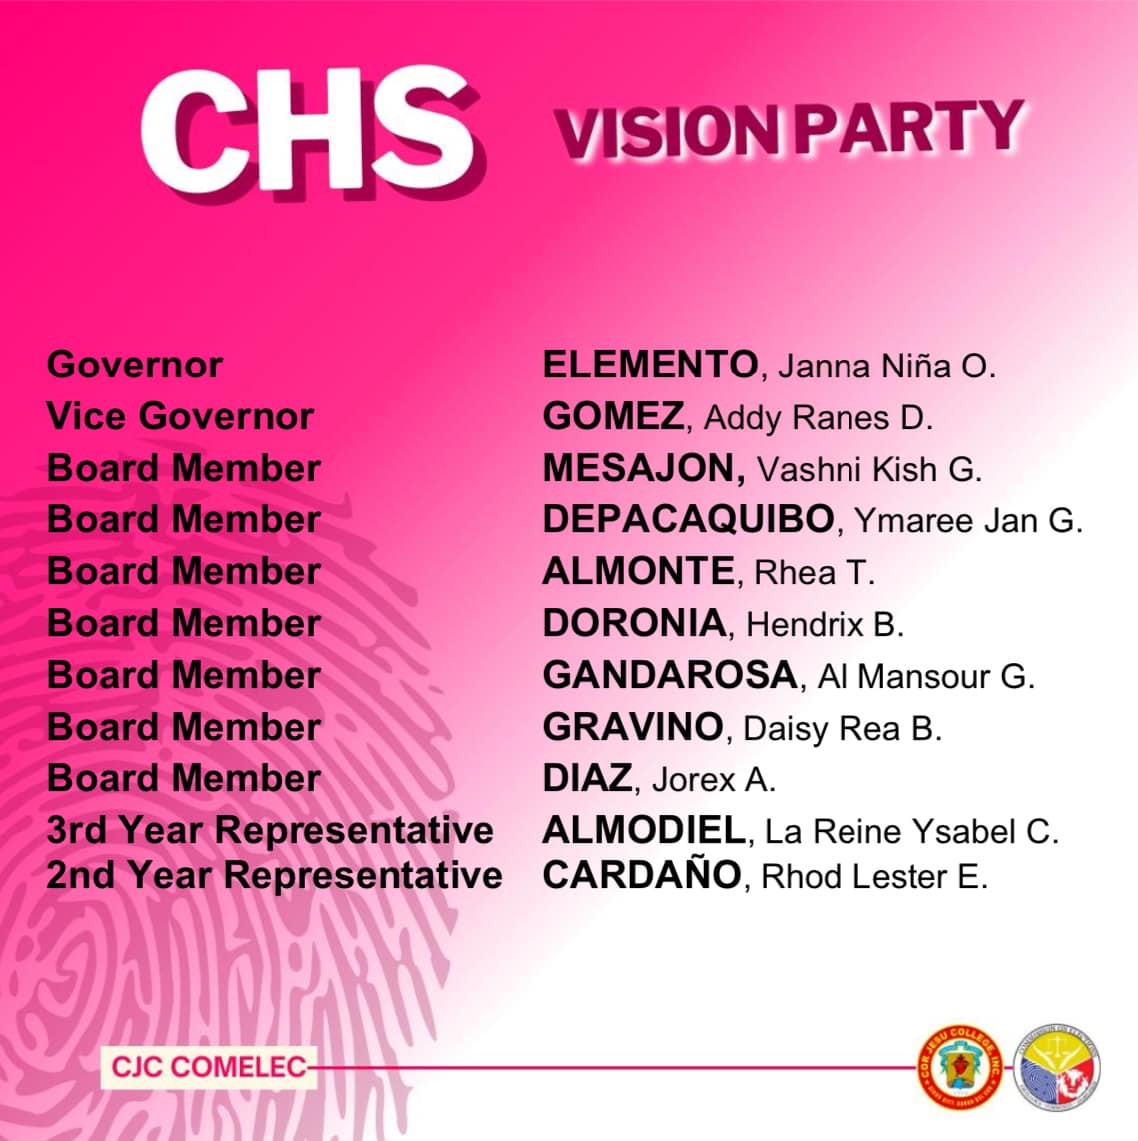 CHS VISION PARTY
Governor ELEMENTO, Janna Niña O.
Vice Governor GOMEZ, Addy Ranes D.
Board Member MESAJON, Vashni Kish G.
Board Member DEPACAQUIBO, Ymaree Jan G.
Board Member ALMONTE, Rhea T.
Board Member DORONIA, Hendrix B.
Board Member GANDAROSA, Al Mansour G.
Board Member GRAVINO, Daisy Rea B.
Board Member DIAZ, Jorex A.
3rd Year Representative ALMODIEL, La Reine Ysabel C.
2nd Year Representative CARDAÑO, Rhod Lester E.
CJC COMELEC
COR JESU COLLEGE, INC.
COMMISSION ON ELECTION